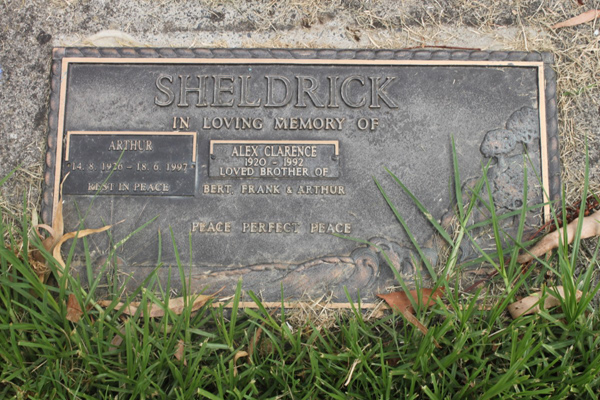 SHELDRICK
IN LOVING MEMORY OF
ARTHUR
14. 8. 1926 - 18. 6. 1997
REST IN PEACE
ALEX CLARENCE
1920 - 1992
LOVED BROTHER OF
BERT, FRANK & ARTHUR
PEACE PERFECT PEACE